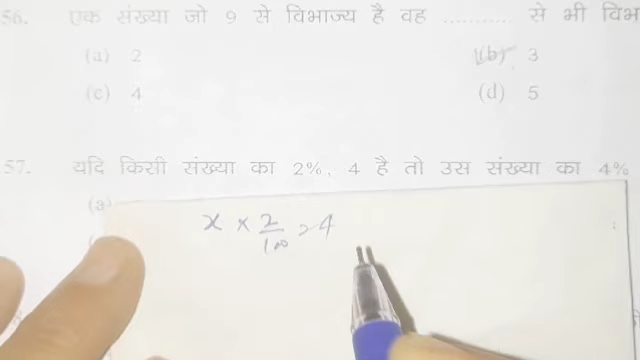 56. एक संख्या जो 9 से विभाज्य है वह .......... से भी
(a) 2 (b) 3
(c) 4 (d) 5
57. यदि किसी संख्या का 2%, 4 है तो उस संख्या का 4%
(a)
x × 2/100 = 4